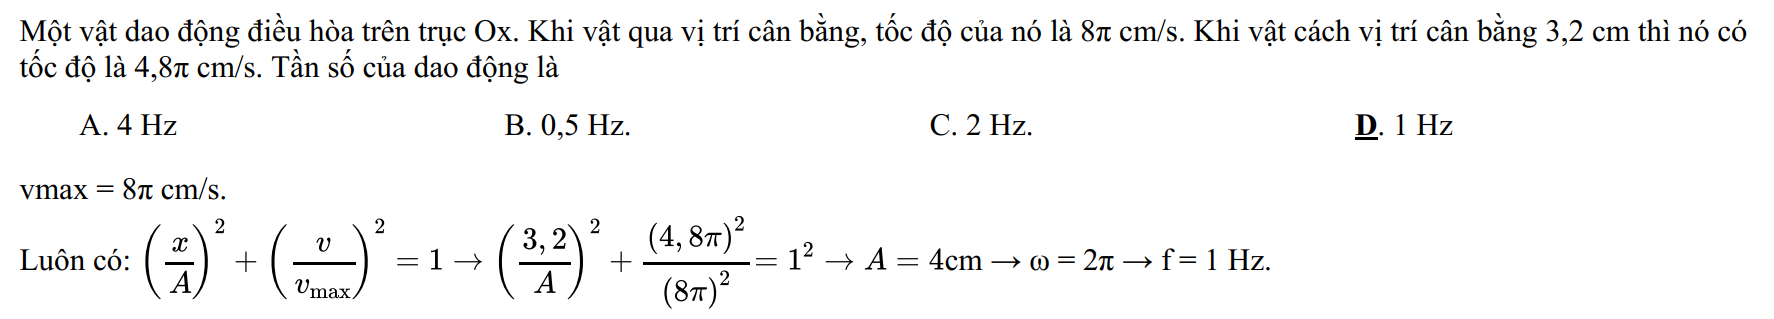 Một vật dao động điều hòa trên trục Ox. Khi vật qua vị trí cân bằng, tốc độ của nó là 8π cm/s. Khi vật cách vị trí cân bằng 3,2 cm thì nó có
tốc độ là 4,8π cm/s. Tần số của dao động là
A. 4 Hz B. 0,5 Hz. C. 2 Hz. D. 1 Hz
vmax = 8π cm/s.
Luôn có: (x/A)² + (v/vmax)² = 1 → (3,2/A)² + (4,8π)²/(8π)² = 1² → A = 4cm → ω = 2π → f = 1 Hz.